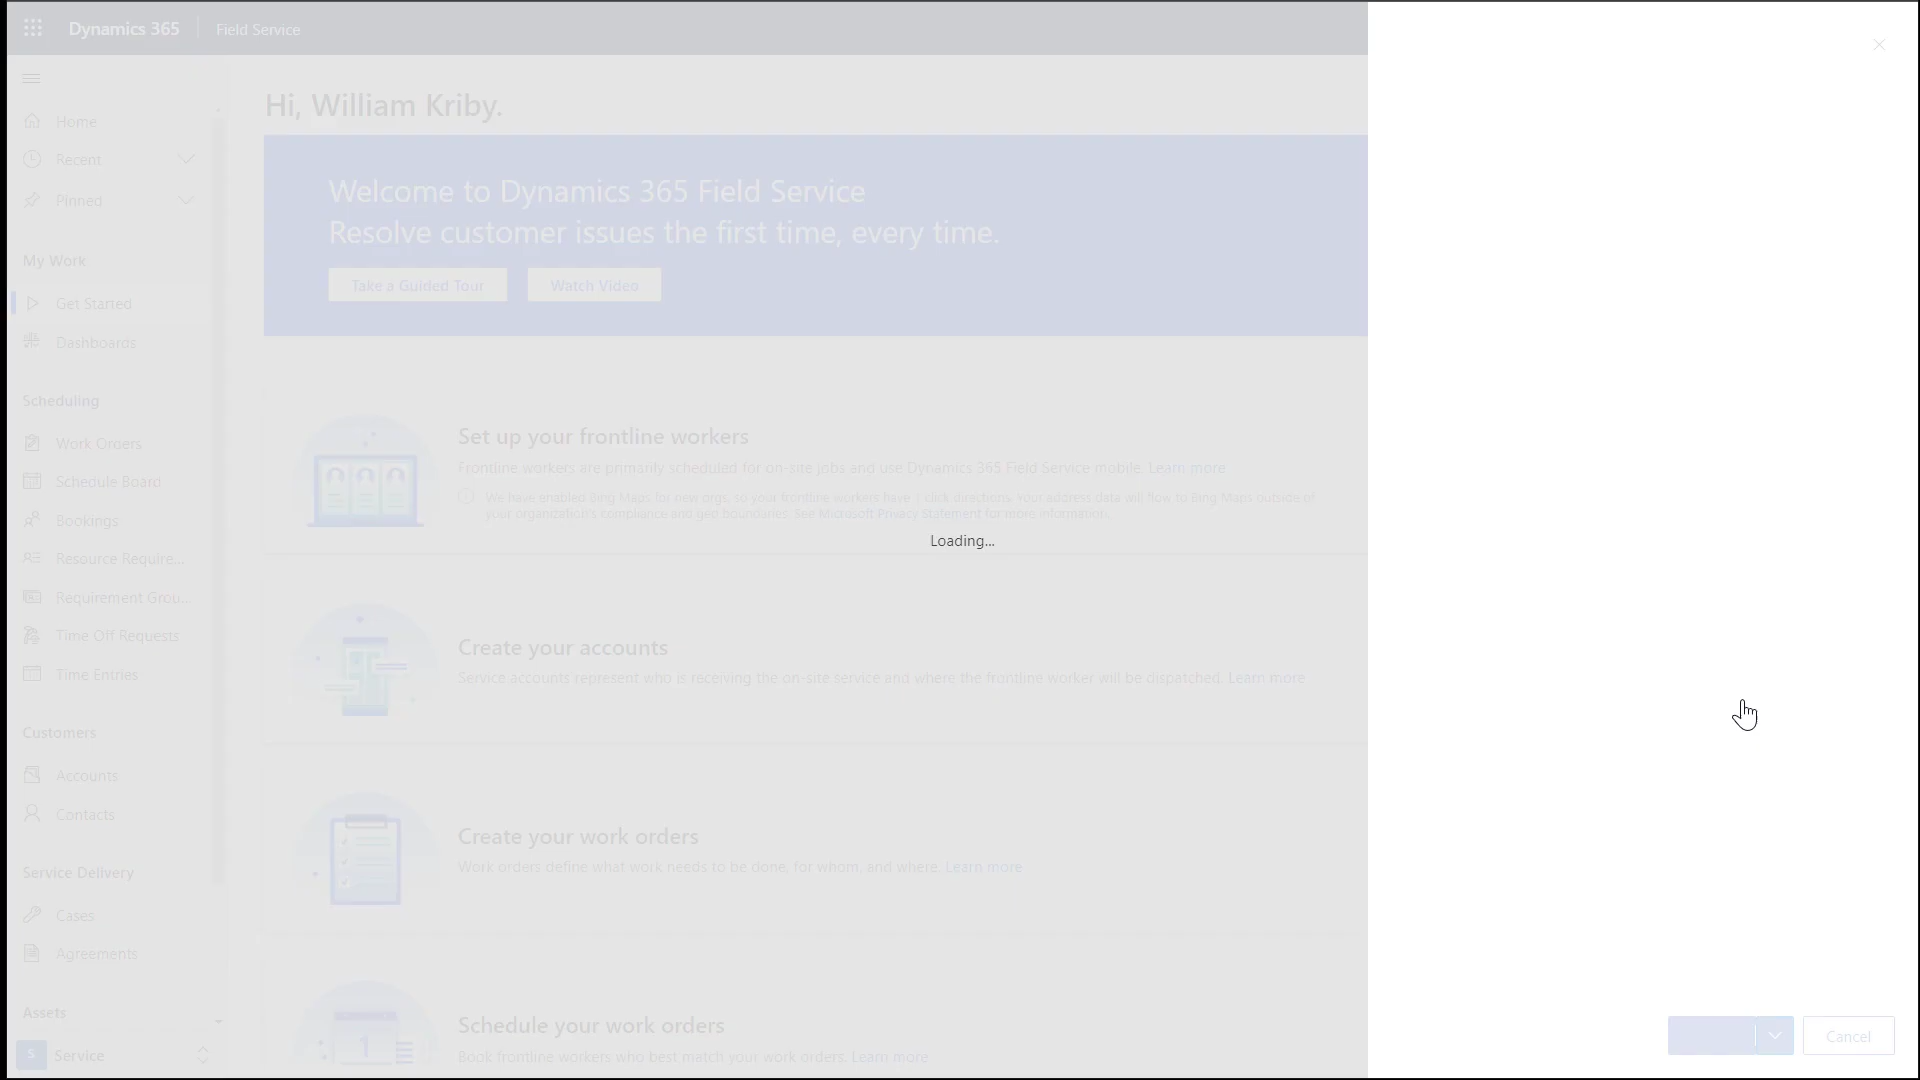 Dynamics 365
Field Service
Home
Recent
Pinned
My Work
Get Started
Dashboards
Scheduling
Work Orders
Schedule Board
Bookings
Resource Require...
Requirement Grou...
Time Off Requests
Time Entries
Customers
Accounts
Contacts
Service Delivery
Cases
Agreements
Assets
S
Service
Hi, William Kriby.
Welcome to Dynamics 365 Field Service
Resolve customer issues the first time, every time.
Take a Guided Tour
Watch Video
Set up your frontline workers
Frontline workers are primarily scheduled for on-site jobs and use Dynamics 365 Field Service mobile. Learn more
We have enabled Bing Maps for new orgs, so your frontline workers have 1 click directions. Your address data will flow to Bing Maps outside of
your organization's compliance and geo boundaries. See Microsoft Privacy Statement for more information.
Loading...
Create your accounts
Service accounts represent who is receiving the on-site service and where the frontline worker will be dispatched. Learn more
Create your work orders
Work orders define what work needs to be done, for whom, and where. Learn more
1
Schedule your work orders
Book frontline workers who best match your work orders. Learn more
Cancel